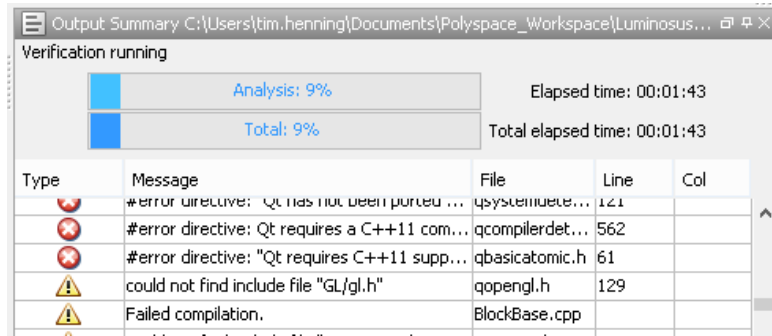 Output Summary C:\Users\tim.henning\Documents\Polyspace_Workspace\Luminosus...
Verification running
Analysis: 9% Elapsed time: 00:01:43
Total: 9% Total elapsed time: 00:01:43
Type Message File Line Col
#error directive: "Qt has not been ported ... qsystemdete... 121
#error directive: Qt requires a C++11 com... qcompilerdet... 562
#error directive: "Qt requires C++11 supp... qbasicatomic.h 61
could not find include file "GL/gl.h" qopengl.h 129
Failed compilation. BlockBase.cpp